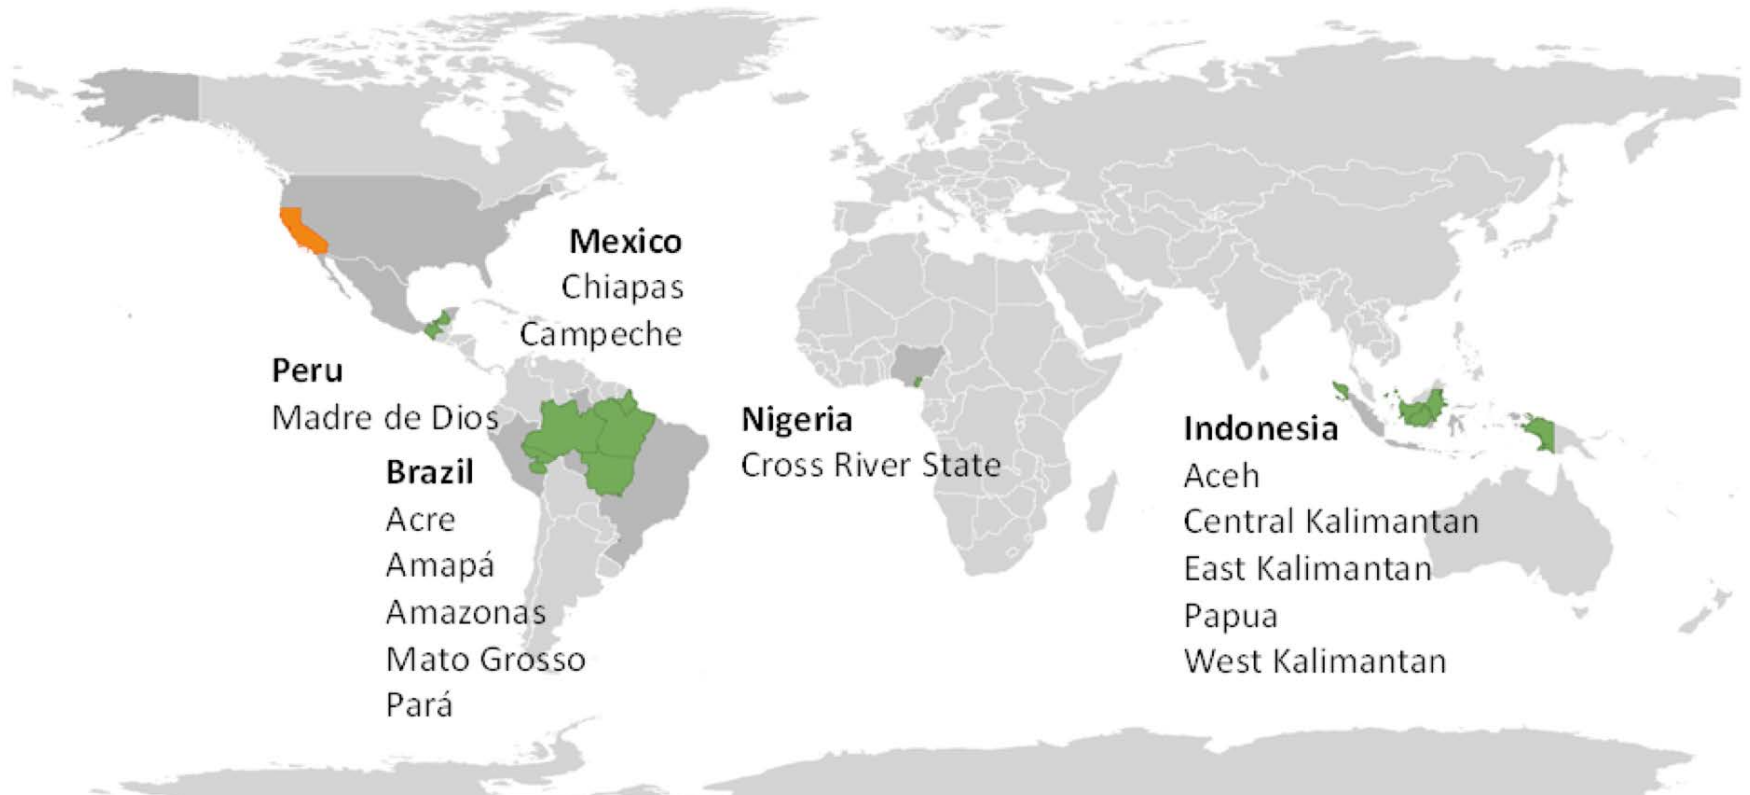 Mexico
Chiapas
Campeche
Peru
Madre de Dios
Brazil
Acre
Amapá
Amazonas
Mato Grosso
Pará
Nigeria
Cross River State
Indonesia
Aceh
Central Kalimantan
East Kalimantan
Papua
West Kalimantan